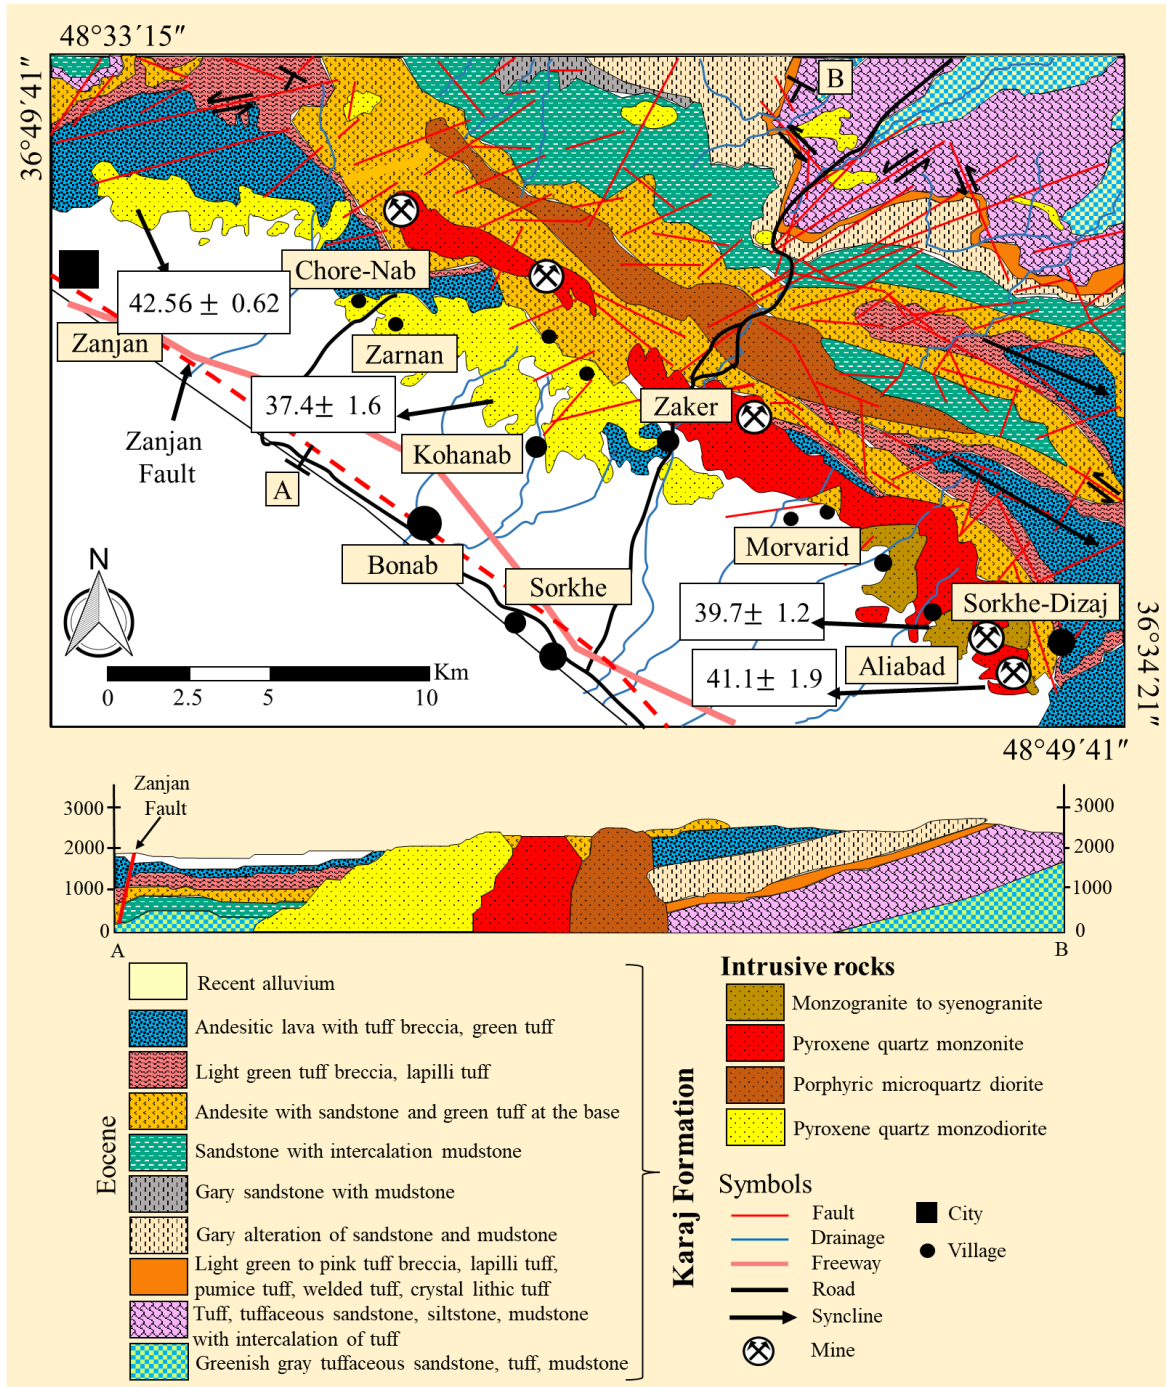 48°33´15″
36°49´41″
B
Chore-Nab
42.56 ± 0.62
Zanjan
Zarnan
37.4± 1.6
Zaker
Zanjan
Fault
Kohanab
A
Bonab
Morvarid
Sorkhe
N
39.7± 1.2
Sorkhe-Dizaj
36°34´21″
Aliabad
41.1± 1.9
Km
0 2.5 5 10
48°49´41″
Zanjan
Fault
3000
2000
1000
0
3000
2000
1000
0
A
B
Eocene
Recent alluvium
Andesitic lava with tuff breccia, green tuff
Light green tuff breccia, lapilli tuff
Andesite with sandstone and green tuff at the base
Sandstone with intercalation mudstone
Gary sandstone with mudstone
Gary alteration of sandstone and mudstone
Light green to pink tuff breccia, lapilli tuff,
pumice tuff, welded tuff, crystal lithic tuff
Tuff, tuffaceous sandstone, siltstone, mudstone
with intercalation of tuff
Greenish gray tuffaceous sandstone, tuff, mudstone
Karaj Formation
Intrusive rocks
Monzogranite to syenogranite
Pyroxene quartz monzonite
Porphyric microquartz diorite
Pyroxene quartz monzodiorite
Symbols
Fault
Drainage
Freeway
Road
Syncline
Mine
City
Village